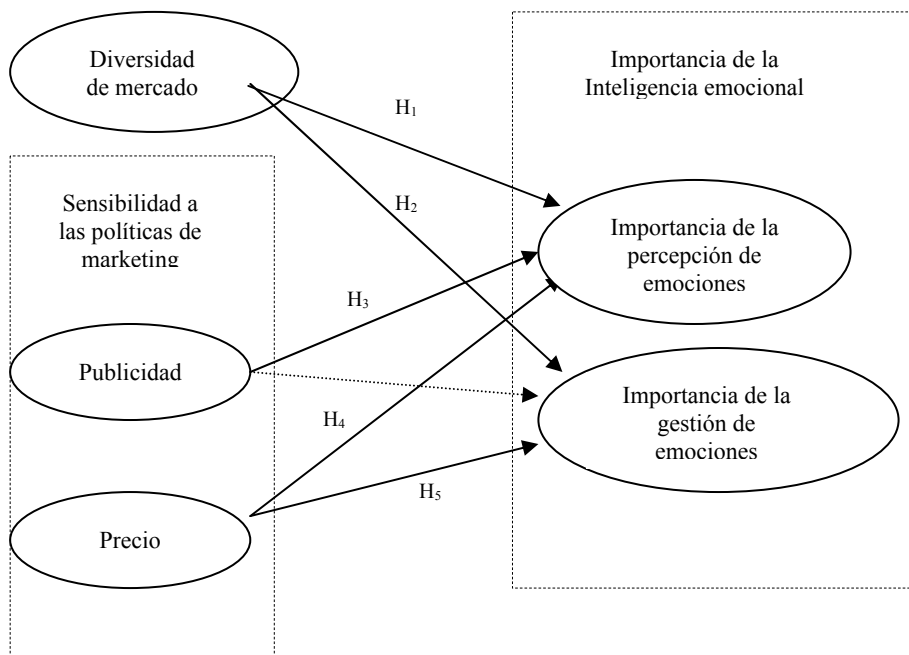 Diversidad
de mercado
Importancia de la
Inteligencia emocional
H1
H2
Sensibilidad a
las políticas de
marketing
Importancia de la
percepción de
emociones
H3
Publicidad
Importancia de la
gestión de
emociones
H4
H5
Precio